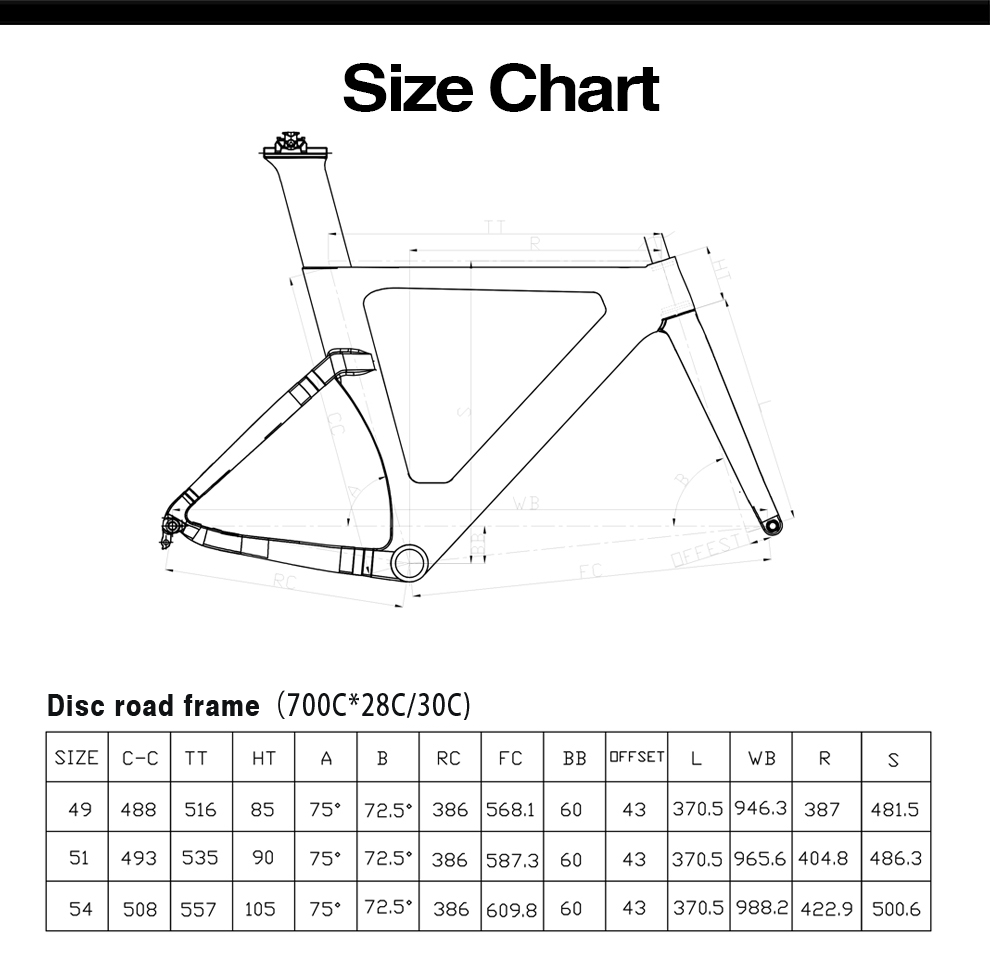 Size Chart
TT
R
HT
L
S
CC
A
B
WB
BB
OFFEST
RC
FC
Disc road frame（700C*28C/30C)
SIZE C-C TT HT A B RC FC BB OFFSET L WB R S
49 488 516 85 75° 72.5° 386 568.1 60 43 370.5 946.3 387 481.5
51 493 535 90 75° 72.5° 386 587.3 60 43 370.5 965.6 404.8 486.3
54 508 557 105 75° 72.5° 386 609.8 60 43 370.5 988.2 422.9 500.6